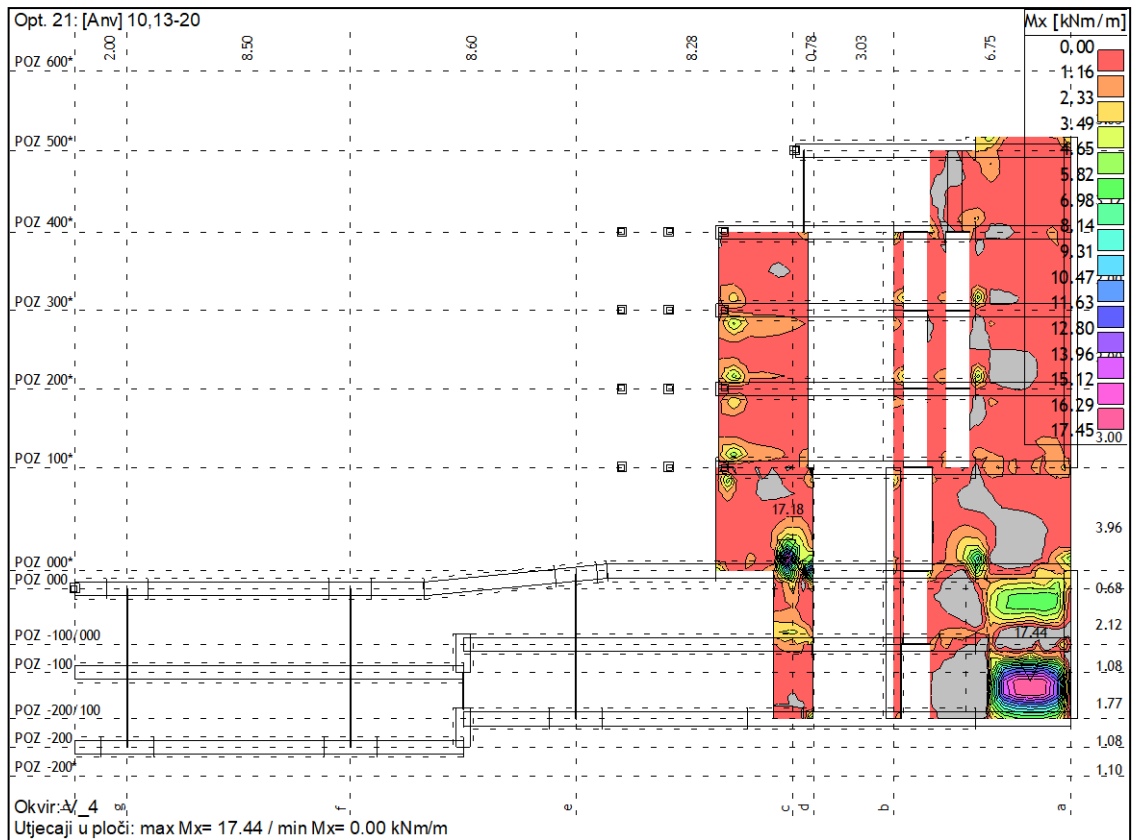 Opt. 21: [Anv] 10,13-20
Mx [kNm/m]
2.00
8.50
8.60
8.28
0.78
3.03
6.75
0,00
1.16
2.33
3.49
4.65
5.82
6.98
8.14
9.31
10.47
11.63
12.80
13.96
15.12
16.29
17.45
POZ 600*
POZ 500*
POZ 400*
POZ 300*
POZ 200*
POZ 100*
3.00
17.18
3.96
POZ 000*
POZ 000
0.68
2.12
POZ -100/000
17.44
POZ -100
1.08
POZ -200/100
1.77
POZ -200
1.08
POZ -200*
1.10
g
f
e
c
d
b
a
Okvir: V_4
Utjecaji u ploči: max Mx= 17.44 / min Mx= 0.00 kNm/m